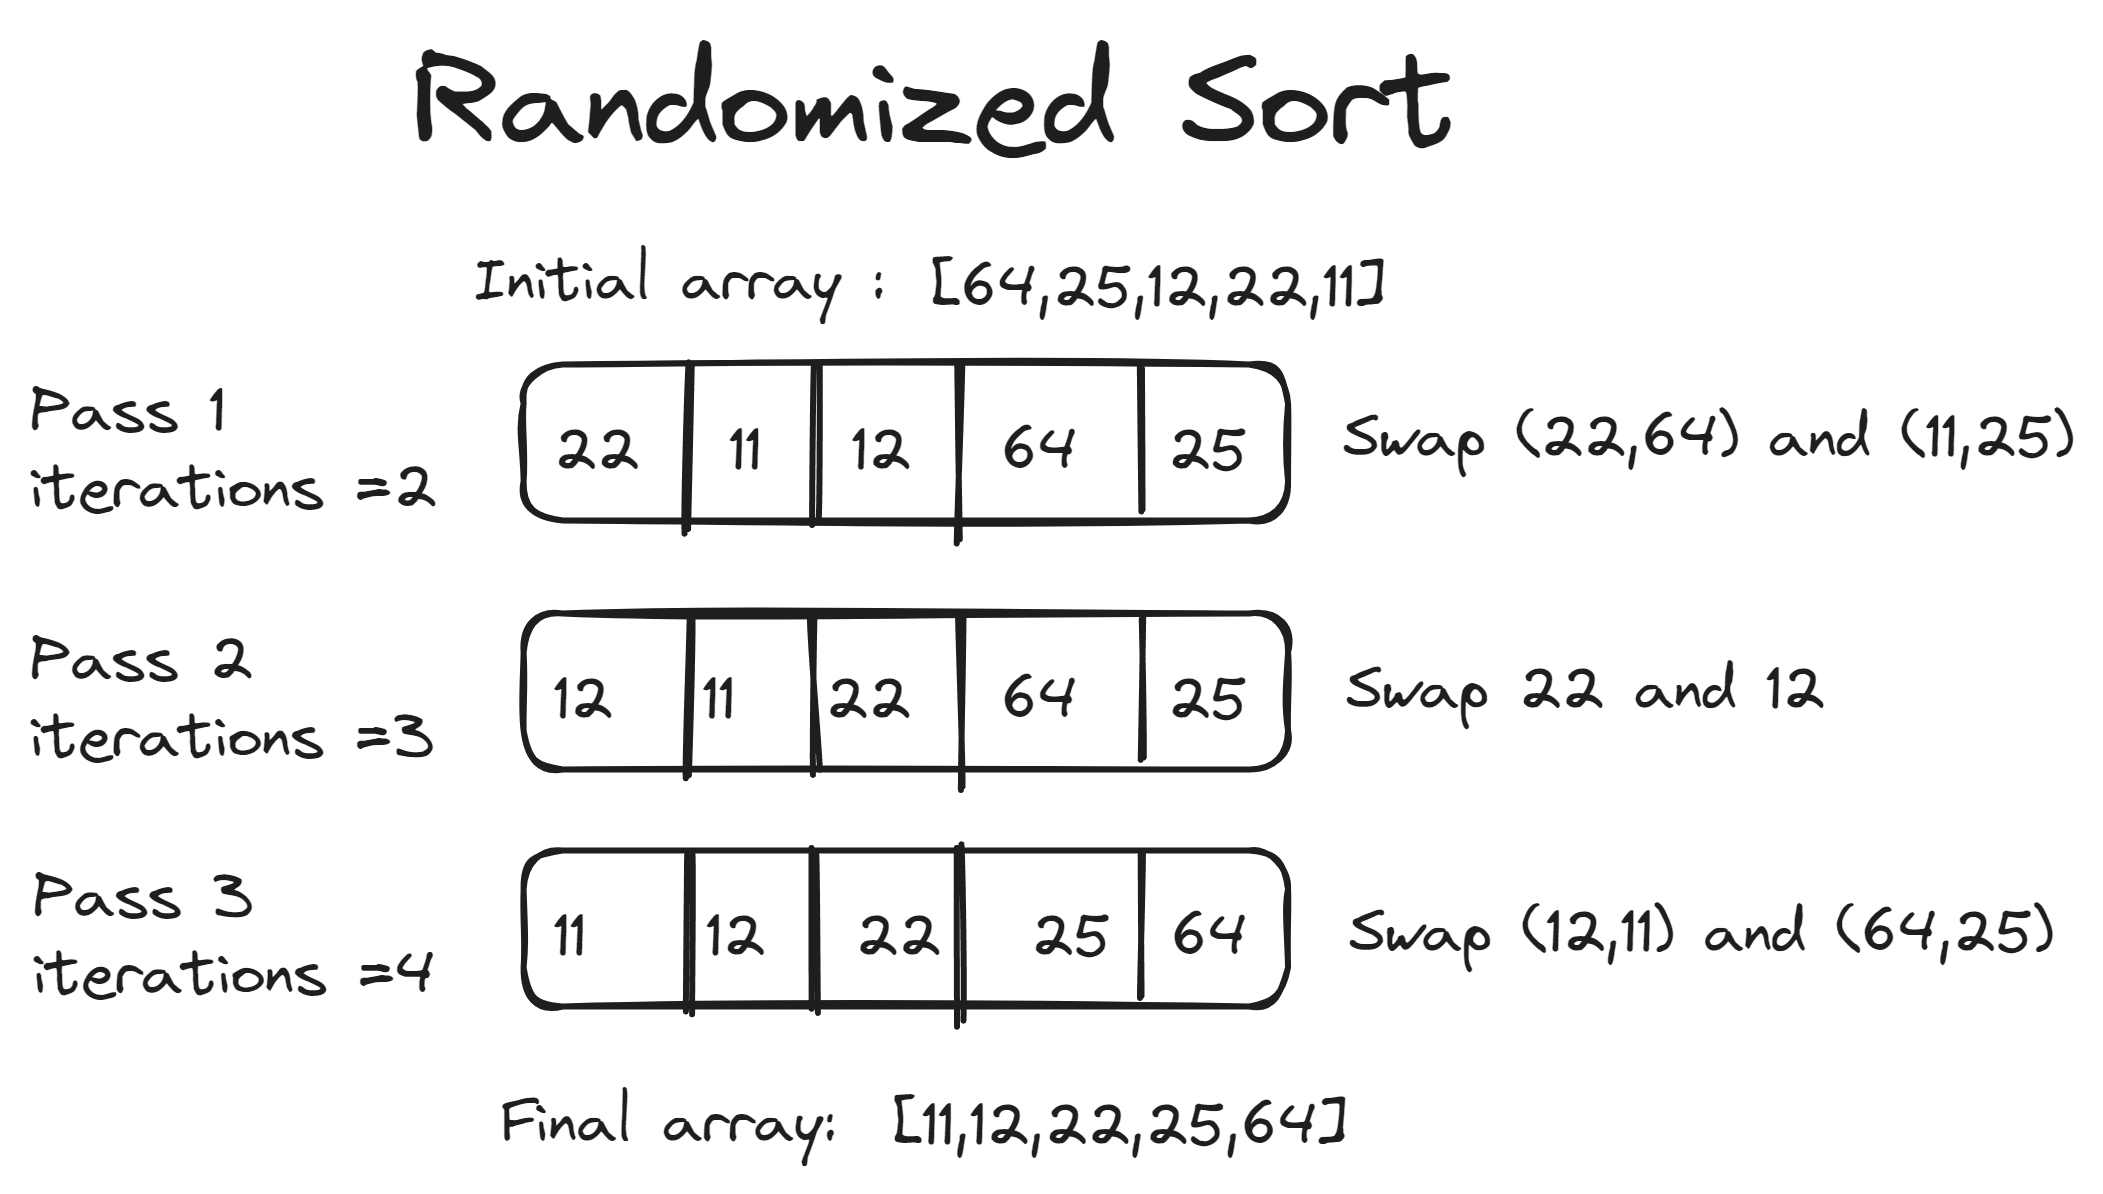 Randomized Sort
Initial array : [64,25,12,22,11]
Pass 1
iterations =2
22 11 12 64 25
Swap (22,64) and (11,25)
Pass 2
iterations =3
12 11 22 64 25
Swap 22 and 12
Pass 3
iterations =4
11 12 22 25 64
Swap (12,11) and (64,25)
Final array: [11,12,22,25,64]